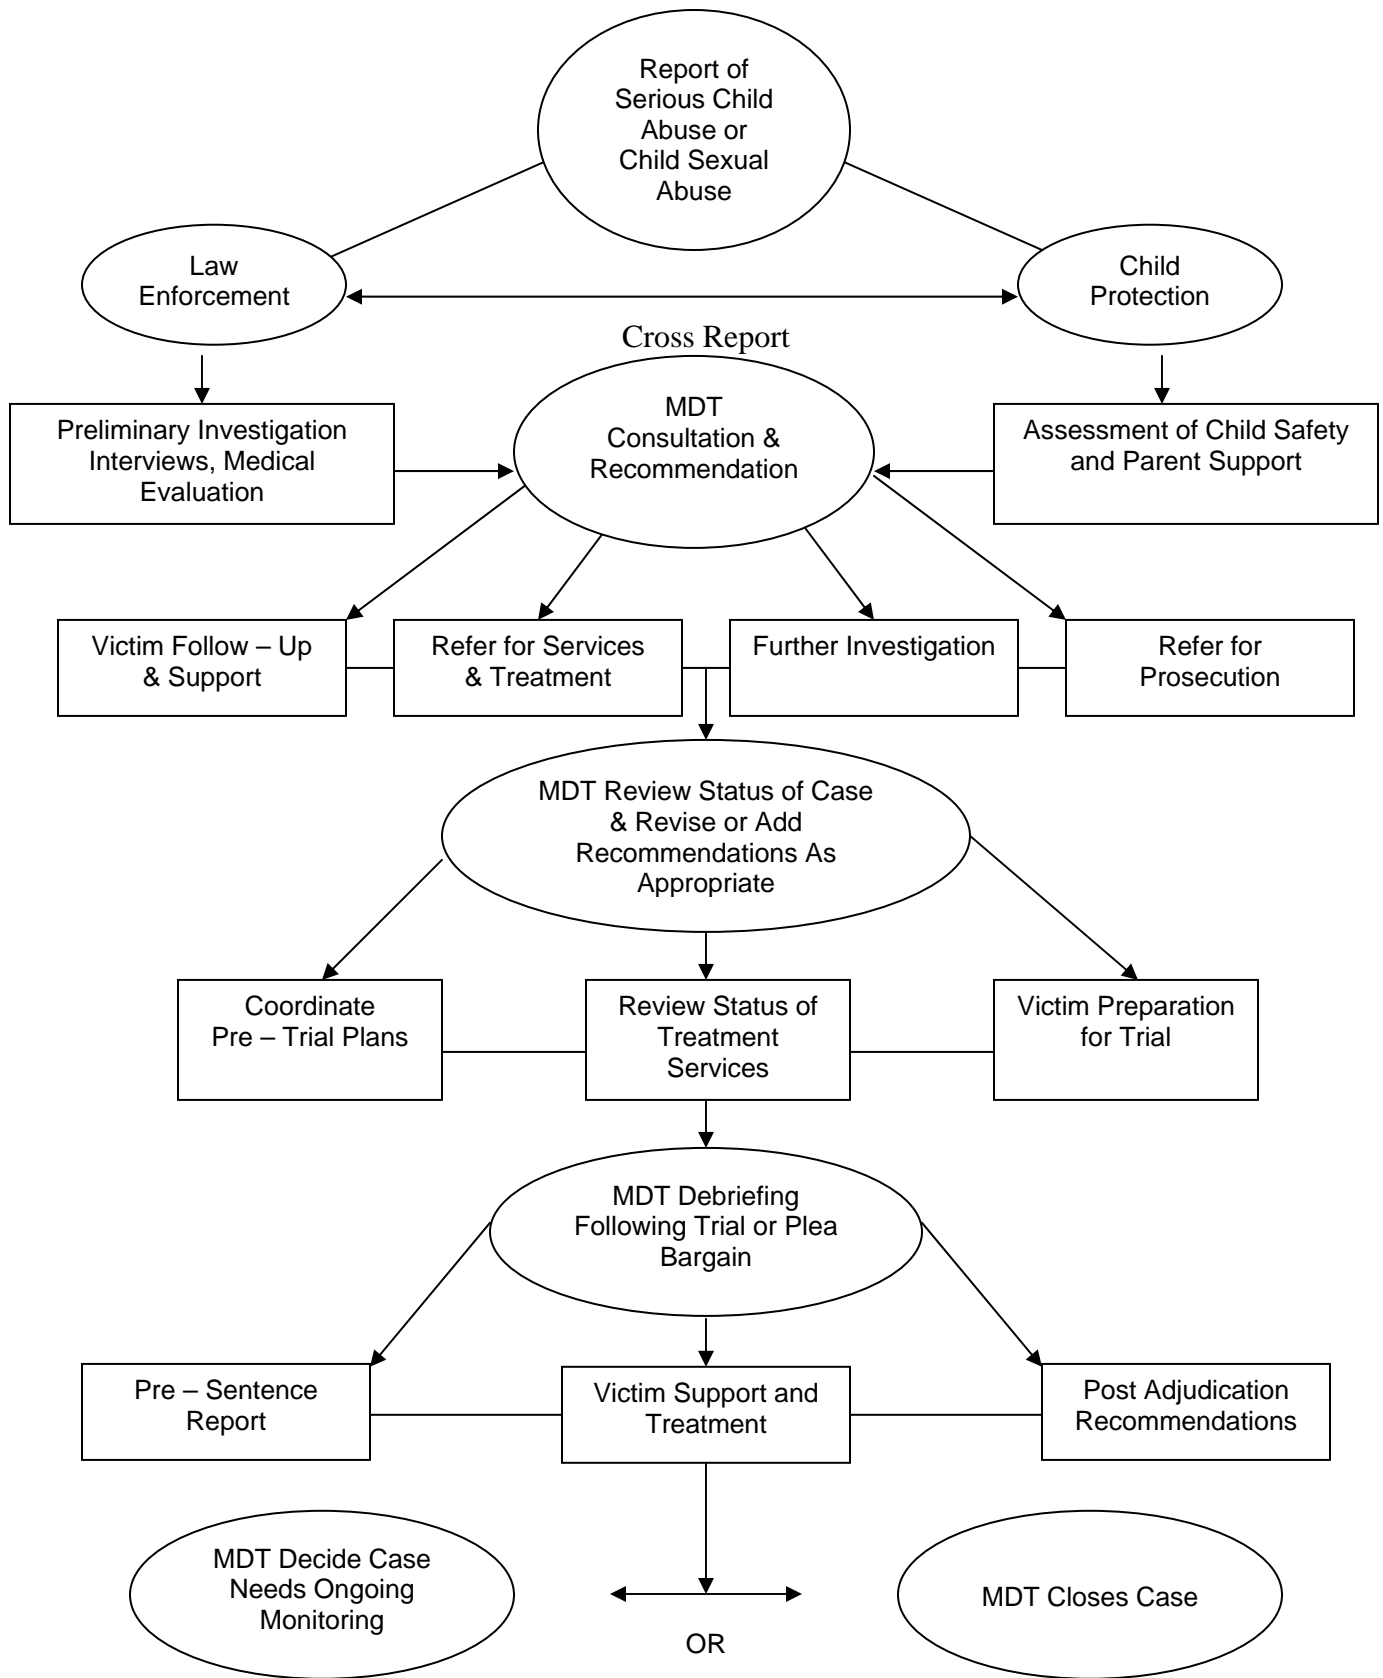 Report of
Serious Child
Abuse or
Child Sexual
Abuse
Law
Enforcement
Child
Protection
Cross Report
Preliminary Investigation
Interviews, Medical
Evaluation
MDT
Consultation &
Recommendation
Assessment of Child Safety
and Parent Support
Victim Follow – Up
& Support
Refer for Services
& Treatment
Further Investigation
Refer for
Prosecution
MDT Review Status of Case
& Revise or Add
Recommendations As
Appropriate
Coordinate
Pre – Trial Plans
Review Status of
Treatment
Services
Victim Preparation
for Trial
MDT Debriefing
Following Trial or Plea
Bargain
Pre – Sentence
Report
Victim Support and
Treatment
Post Adjudication
Recommendations
MDT Decide Case
Needs Ongoing
Monitoring
OR
MDT Closes Case